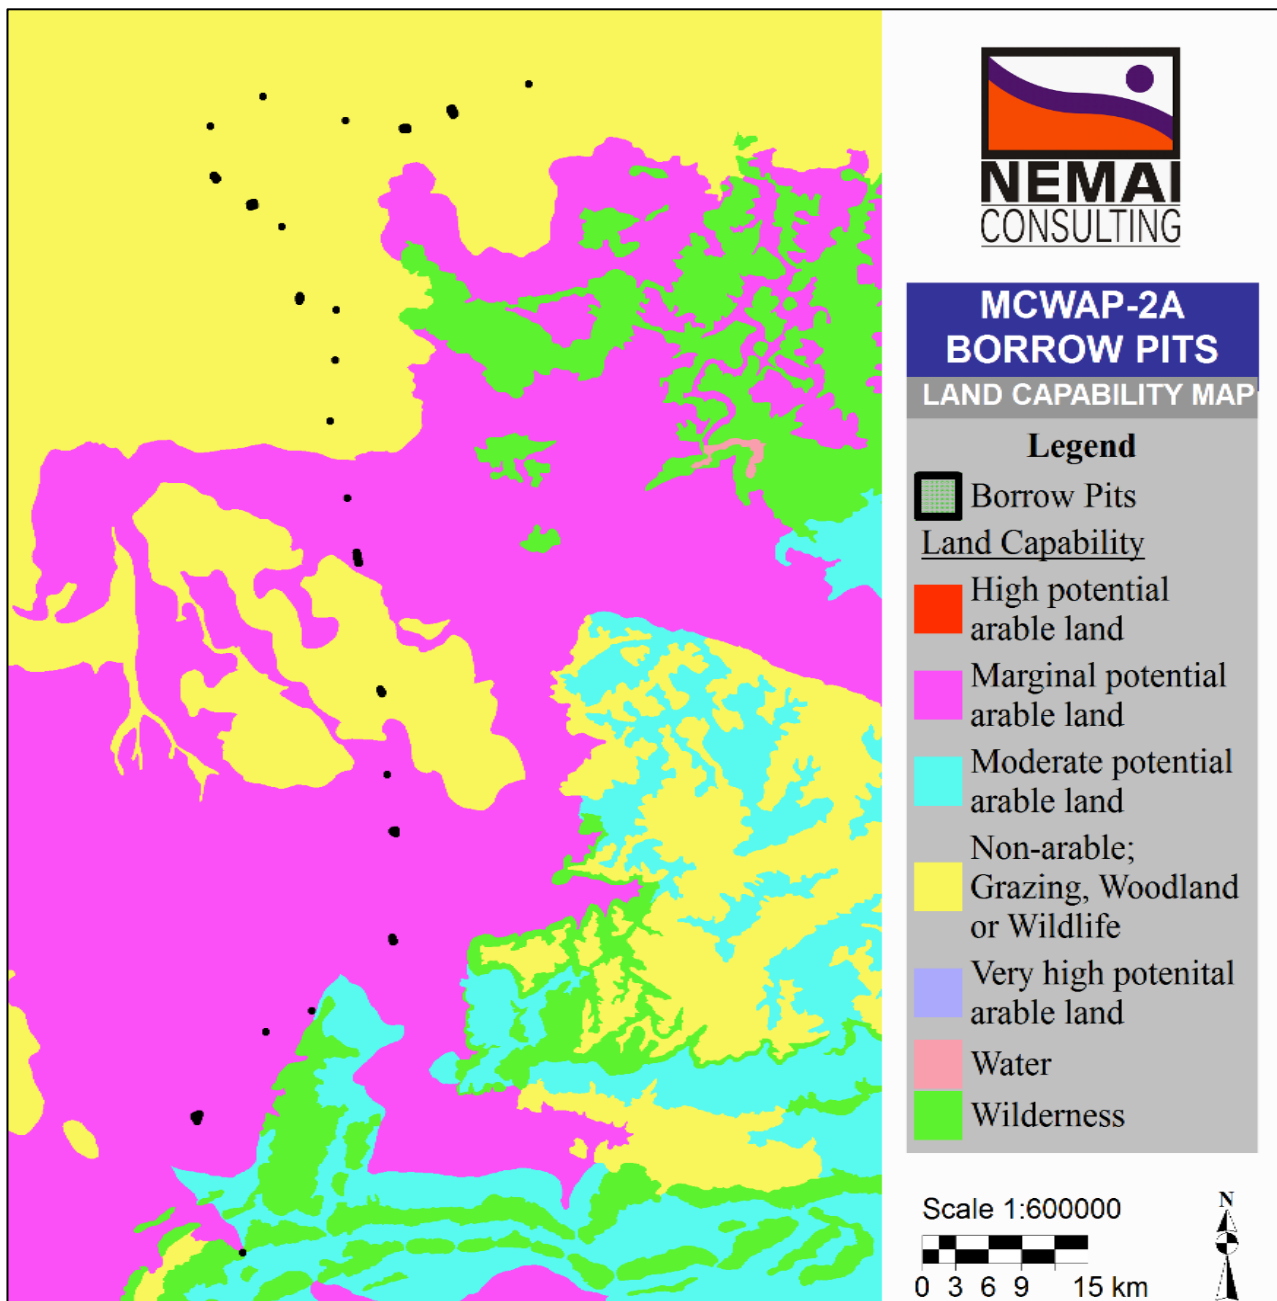 NEMAI
CONSULTING
MCWAP-2A
BORROW PITS
LAND CAPABILITY MAP
Legend
Borrow Pits
Land Capability
High potential
arable land
Marginal potential
arable land
Moderate potential
arable land
Non-arable;
Grazing, Woodland
or Wildlife
Very high potenital
arable land
Water
Wilderness
Scale 1:600000
N
0 3 6 9 15 km